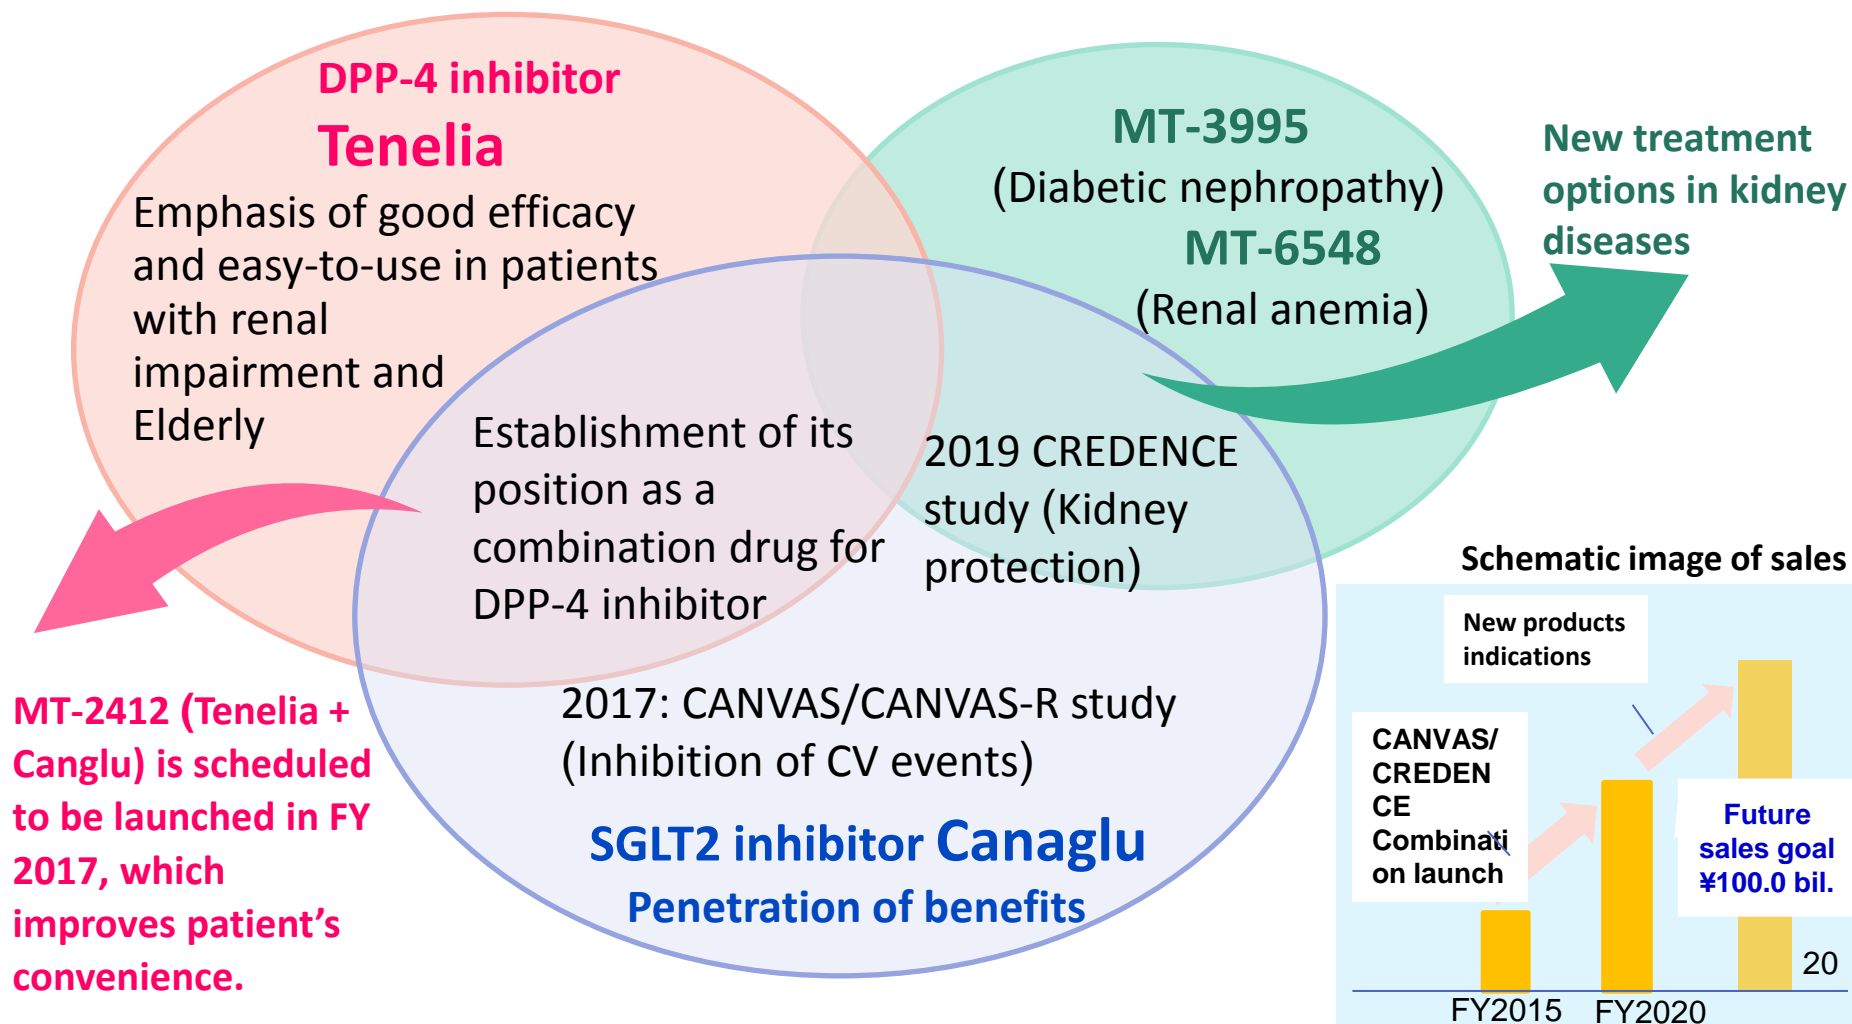 DPP-4 inhibitor
Tenelia
Emphasis of good efficacy
and easy-to-use in patients
with renal
impairment and
Elderly
MT-3995
(Diabetic nephropathy)
MT-6548
(Renal anemia)
New treatment
options in kidney
diseases
Establishment of its
position as a
combination drug for
DPP-4 inhibitor
2019 CREDENCE
study (Kidney
protection)
2017: CANVAS/CANVAS-R study
(Inhibition of CV events)
SGLT2 inhibitor Canaglu
Penetration of benefits
MT-2412 (Tenelia +
Canglu) is scheduled
to be launched in FY
2017, which
improves patient’s
convenience.
Schematic image of sales
New products
indications
CANVAS/
CREDEN
CE
Combinati
on launch
Future
sales goal
¥100.0 bil.
20
FY2015
FY2020